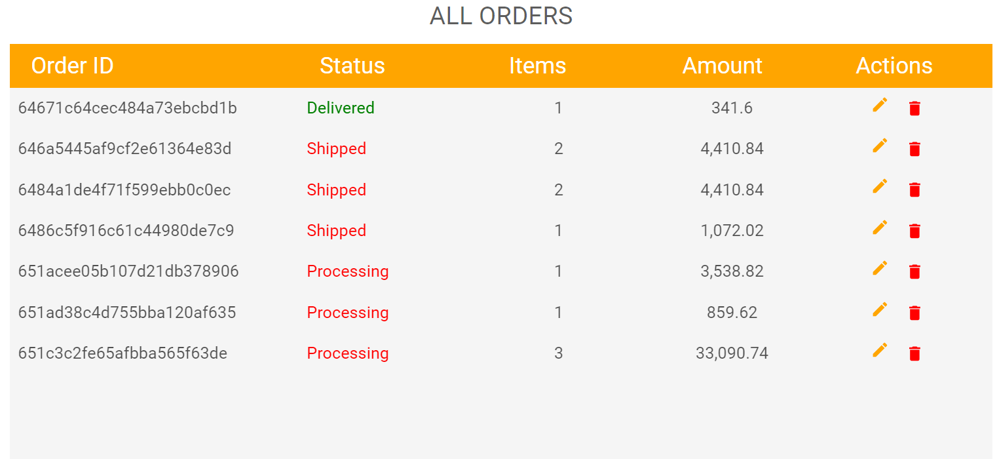 ALL ORDERS
Order ID Status Items Amount Actions
64671c64cec484a73ebcbd1b Delivered 1 341.6
646a5445af9cf2e61364e83d Shipped 2 4,410.84
6484a1de4f71f599ebb0c0ec Shipped 2 4,410.84
6486c5f916c61c44980de7c9 Shipped 1 1,072.02
651acee05b107d21db378906 Processing 1 3,538.82
651ad38c4d755bba120af635 Processing 1 859.62
651c3c2fe65afbba565f63de Processing 3 33,090.74